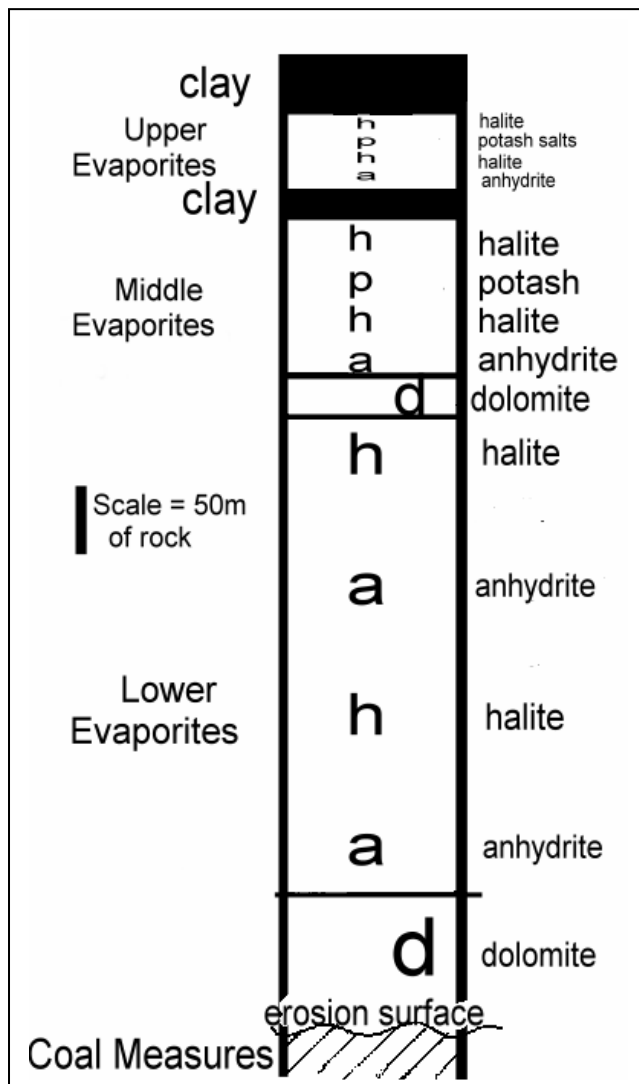 clay
Upper
Evaporites
h
p
h
a
halite
potash salts
halite
anhydrite
clay
Middle
Evaporites
h
p
h
a
halite
potash
halite
anhydrite
d
dolomite
h
halite
Scale = 50m
of rock
a
anhydrite
Lower
Evaporites
h
halite
a
anhydrite
d
dolomite
erosion surface
Coal Measures